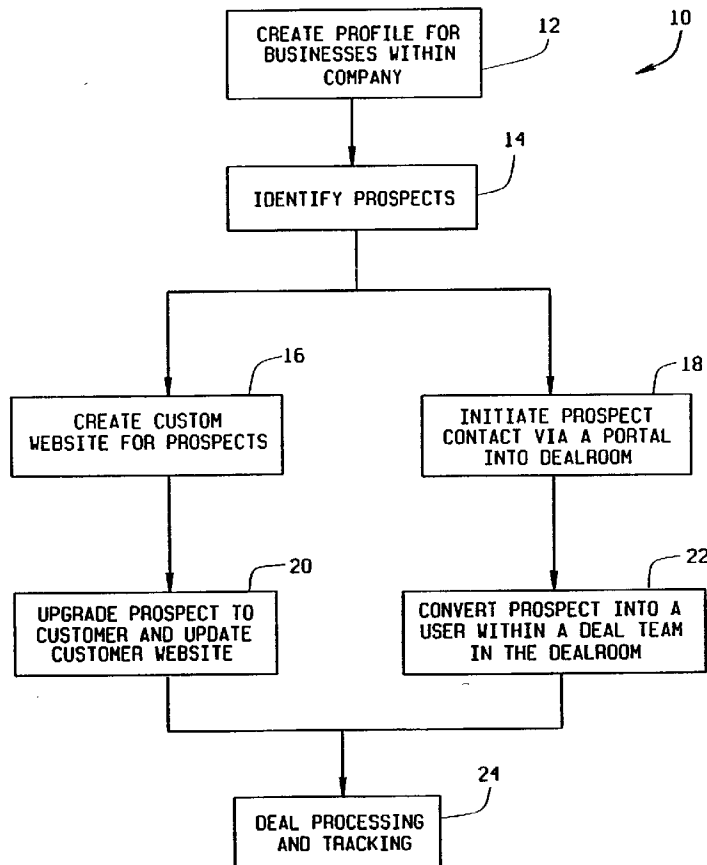 CREATE PROFILE FOR
BUSINESSES WITHIN
COMPANY
12
10
14
IDENTIFY PROSPECTS
16
CREATE CUSTOM
WEBSITE FOR PROSPECTS
18
INITIATE PROSPECT
CONTACT VIA A PORTAL
INTO DEALROOM
20
UPGRADE PROSPECT TO
CUSTOMER AND UPDATE
CUSTOMER WEBSITE
22
CONVERT PROSPECT INTO A
USER WITHIN A DEAL TEAM
IN THE DEALROOM
24
DEAL PROCESSING
AND TRACKING